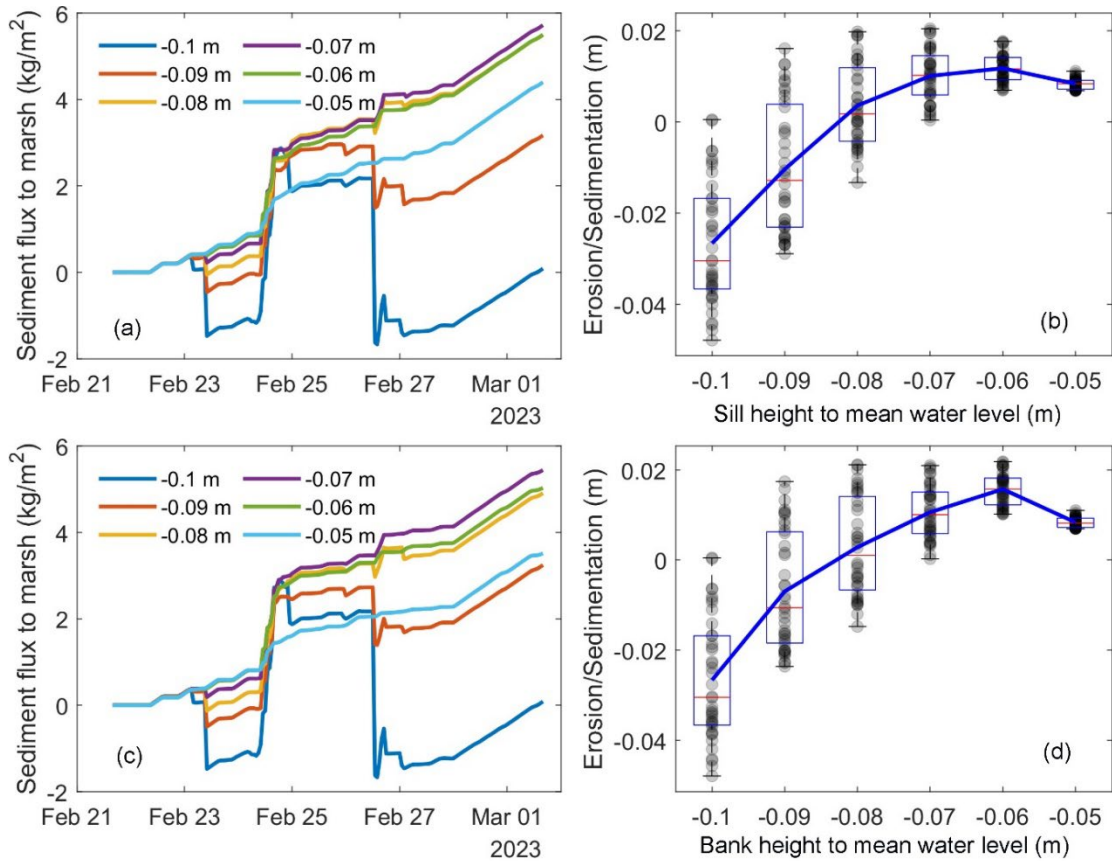 Sediment flux to marsh (kg/m²)
6
4
2
0
-2
-0.1 m
-0.07 m
-0.09 m
-0.06 m
-0.08 m
-0.05 m
(a)
Feb 21
Feb 23
Feb 25
Feb 27
Mar 01
2023
Erosion/Sedimentation (m)
0.02
0
-0.02
-0.04
(b)
-0.1
-0.09
-0.08
-0.07
-0.06
-0.05
Sill height to mean water level (m)
Sediment flux to marsh (kg/m²)
6
4
2
0
-2
-0.1 m
-0.07 m
-0.09 m
-0.06 m
-0.08 m
-0.05 m
(c)
Feb 21
Feb 23
Feb 25
Feb 27
Mar 01
2023
Erosion/Sedimentation (m)
0.02
0
-0.02
-0.04
(d)
-0.1
-0.09
-0.08
-0.07
-0.06
-0.05
Bank height to mean water level (m)